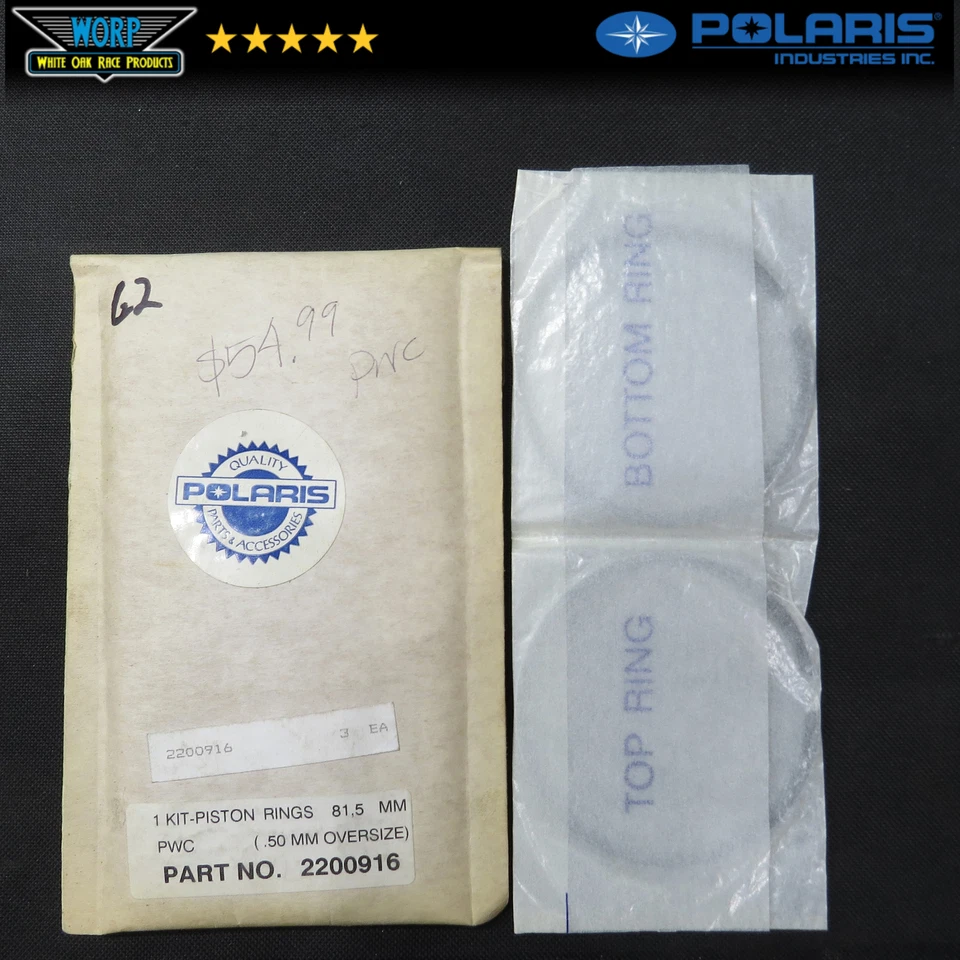 WORP
White Oak Race Products
POLARIS
INDUSTRIES INC.
62
$54.99
PWC
QUALITY
POLARIS
PARTS & ACCESSORIES
2200916 3 EA
1 KIT-PISTON RINGS 81,5 MM
PWC ( .50 MM OVERSIZE)
PART NO. 2200916
BOTTOM RING
TOP RING